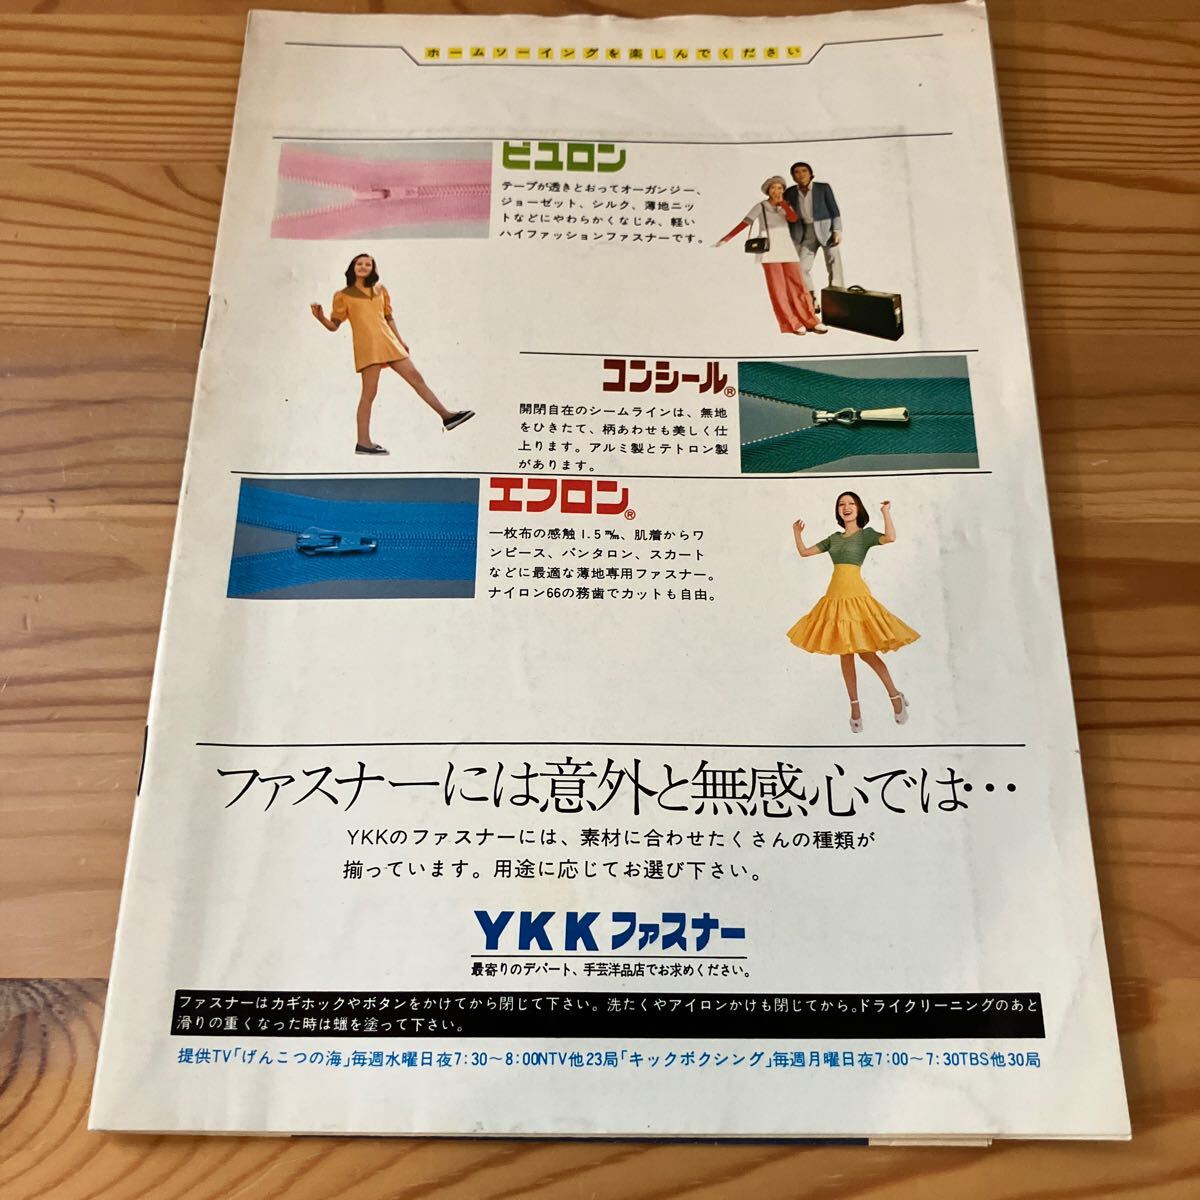 ホームソーイングを楽しんでください
ビュロン
テープが透きとおってオーガンジー、
ジョーゼット、シルク、薄地ニッ
トなどにやわらかくなじみ、軽い
ハイファッションファスナーです。
コンシール®
開閉自在のシームラインは、無地
をひきたて、柄あわせも美しく仕
上ります。アルミ製とテトロン製
があります。
エフロン®
一枚布の感触1.5㎜、肌着からワ
ンピース、パンタロン、スカート
などに最適な薄地専用ファスナー。
ナイロン66の務歯でカットも自由。
ファスナーには意外と無感心では…
YKKのファスナーには、素材に合わせたくさんの種類が
揃っています。用途に応じてお選び下さい。
YKKファスナー
最寄りのデパート、手芸洋品店でお求めください。
ファスナーはカギホックやボタンをかけてから閉じて下さい。洗たくやアイロンかけも閉じてから。ドライクリーニングのあと
滑りの重くなった時は蝋を塗って下さい。
提供TV「げんこつの海」毎週水曜日夜7:30～8:00NTV他23局「キックボクシング」毎週月曜日夜7:00～7:30TBS他30局